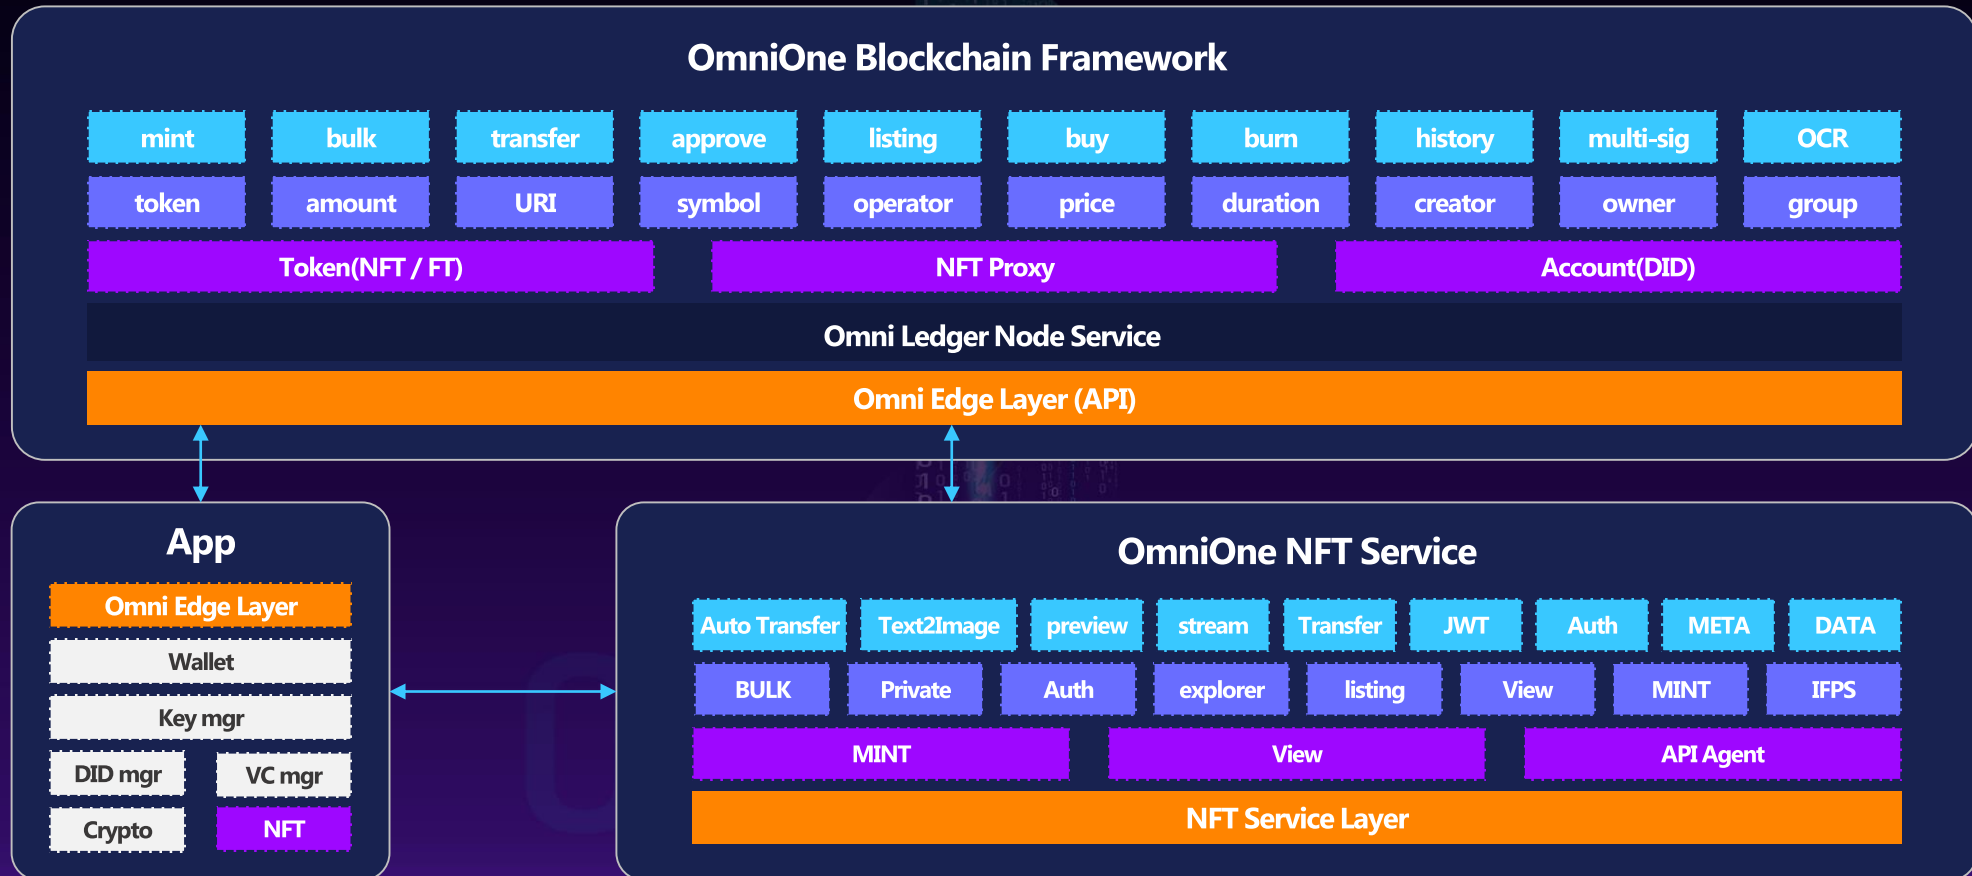 OmniOne Blockchain Framework
mint bulk transfer approve listing buy burn history multi-sig OCR
token amount URI symbol operator price duration creator owner group
Token(NFT / FT) NFT Proxy Account(DID)
Omni Ledger Node Service
Omni Edge Layer (API)
App
Omni Edge Layer
Wallet
Key mgr
DID mgr VC mgr
Crypto NFT
OmniOne NFT Service
Auto Transfer Text2Image preview stream Transfer JWT Auth META DATA
BULK Private Auth explorer listing View MINT IFPS
MINT View API Agent
NFT Service Layer